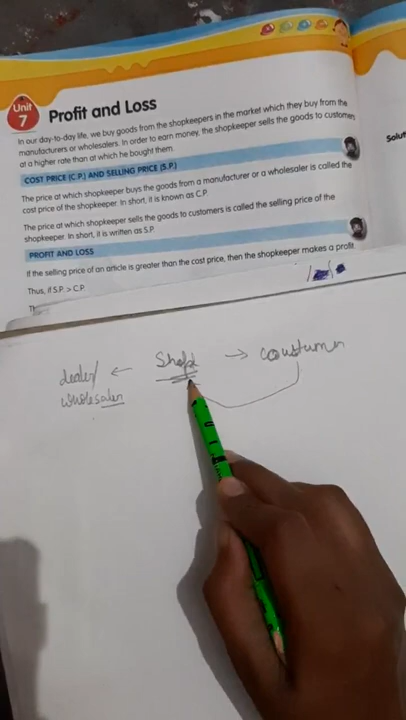 Unit
7
Profit and Loss
In our day-to-day life, we buy goods from the shopkeepers in the market which they buy from the
manufacturers or wholesalers. In order to earn money, the shopkeeper sells the goods to customers
at a higher rate than at which he bought them.
COST PRICE (C.P.) AND SELLING PRICE (S.P.)
The price at which shopkeeper buys the goods from a manufacturer or a wholesaler is called the
cost price of the shopkeeper. In short, it is known as C.P.
The price at which shopkeeper sells the goods to customers is called the selling price of the
shopkeeper. In short, it is written as S.P.
PROFIT AND LOSS
If the selling price of an article is greater than the cost price, then the shopkeeper makes a profit.
Thus, if S.P. > C.P.
Solut
dealer/ ← → coustumer
wholesaler